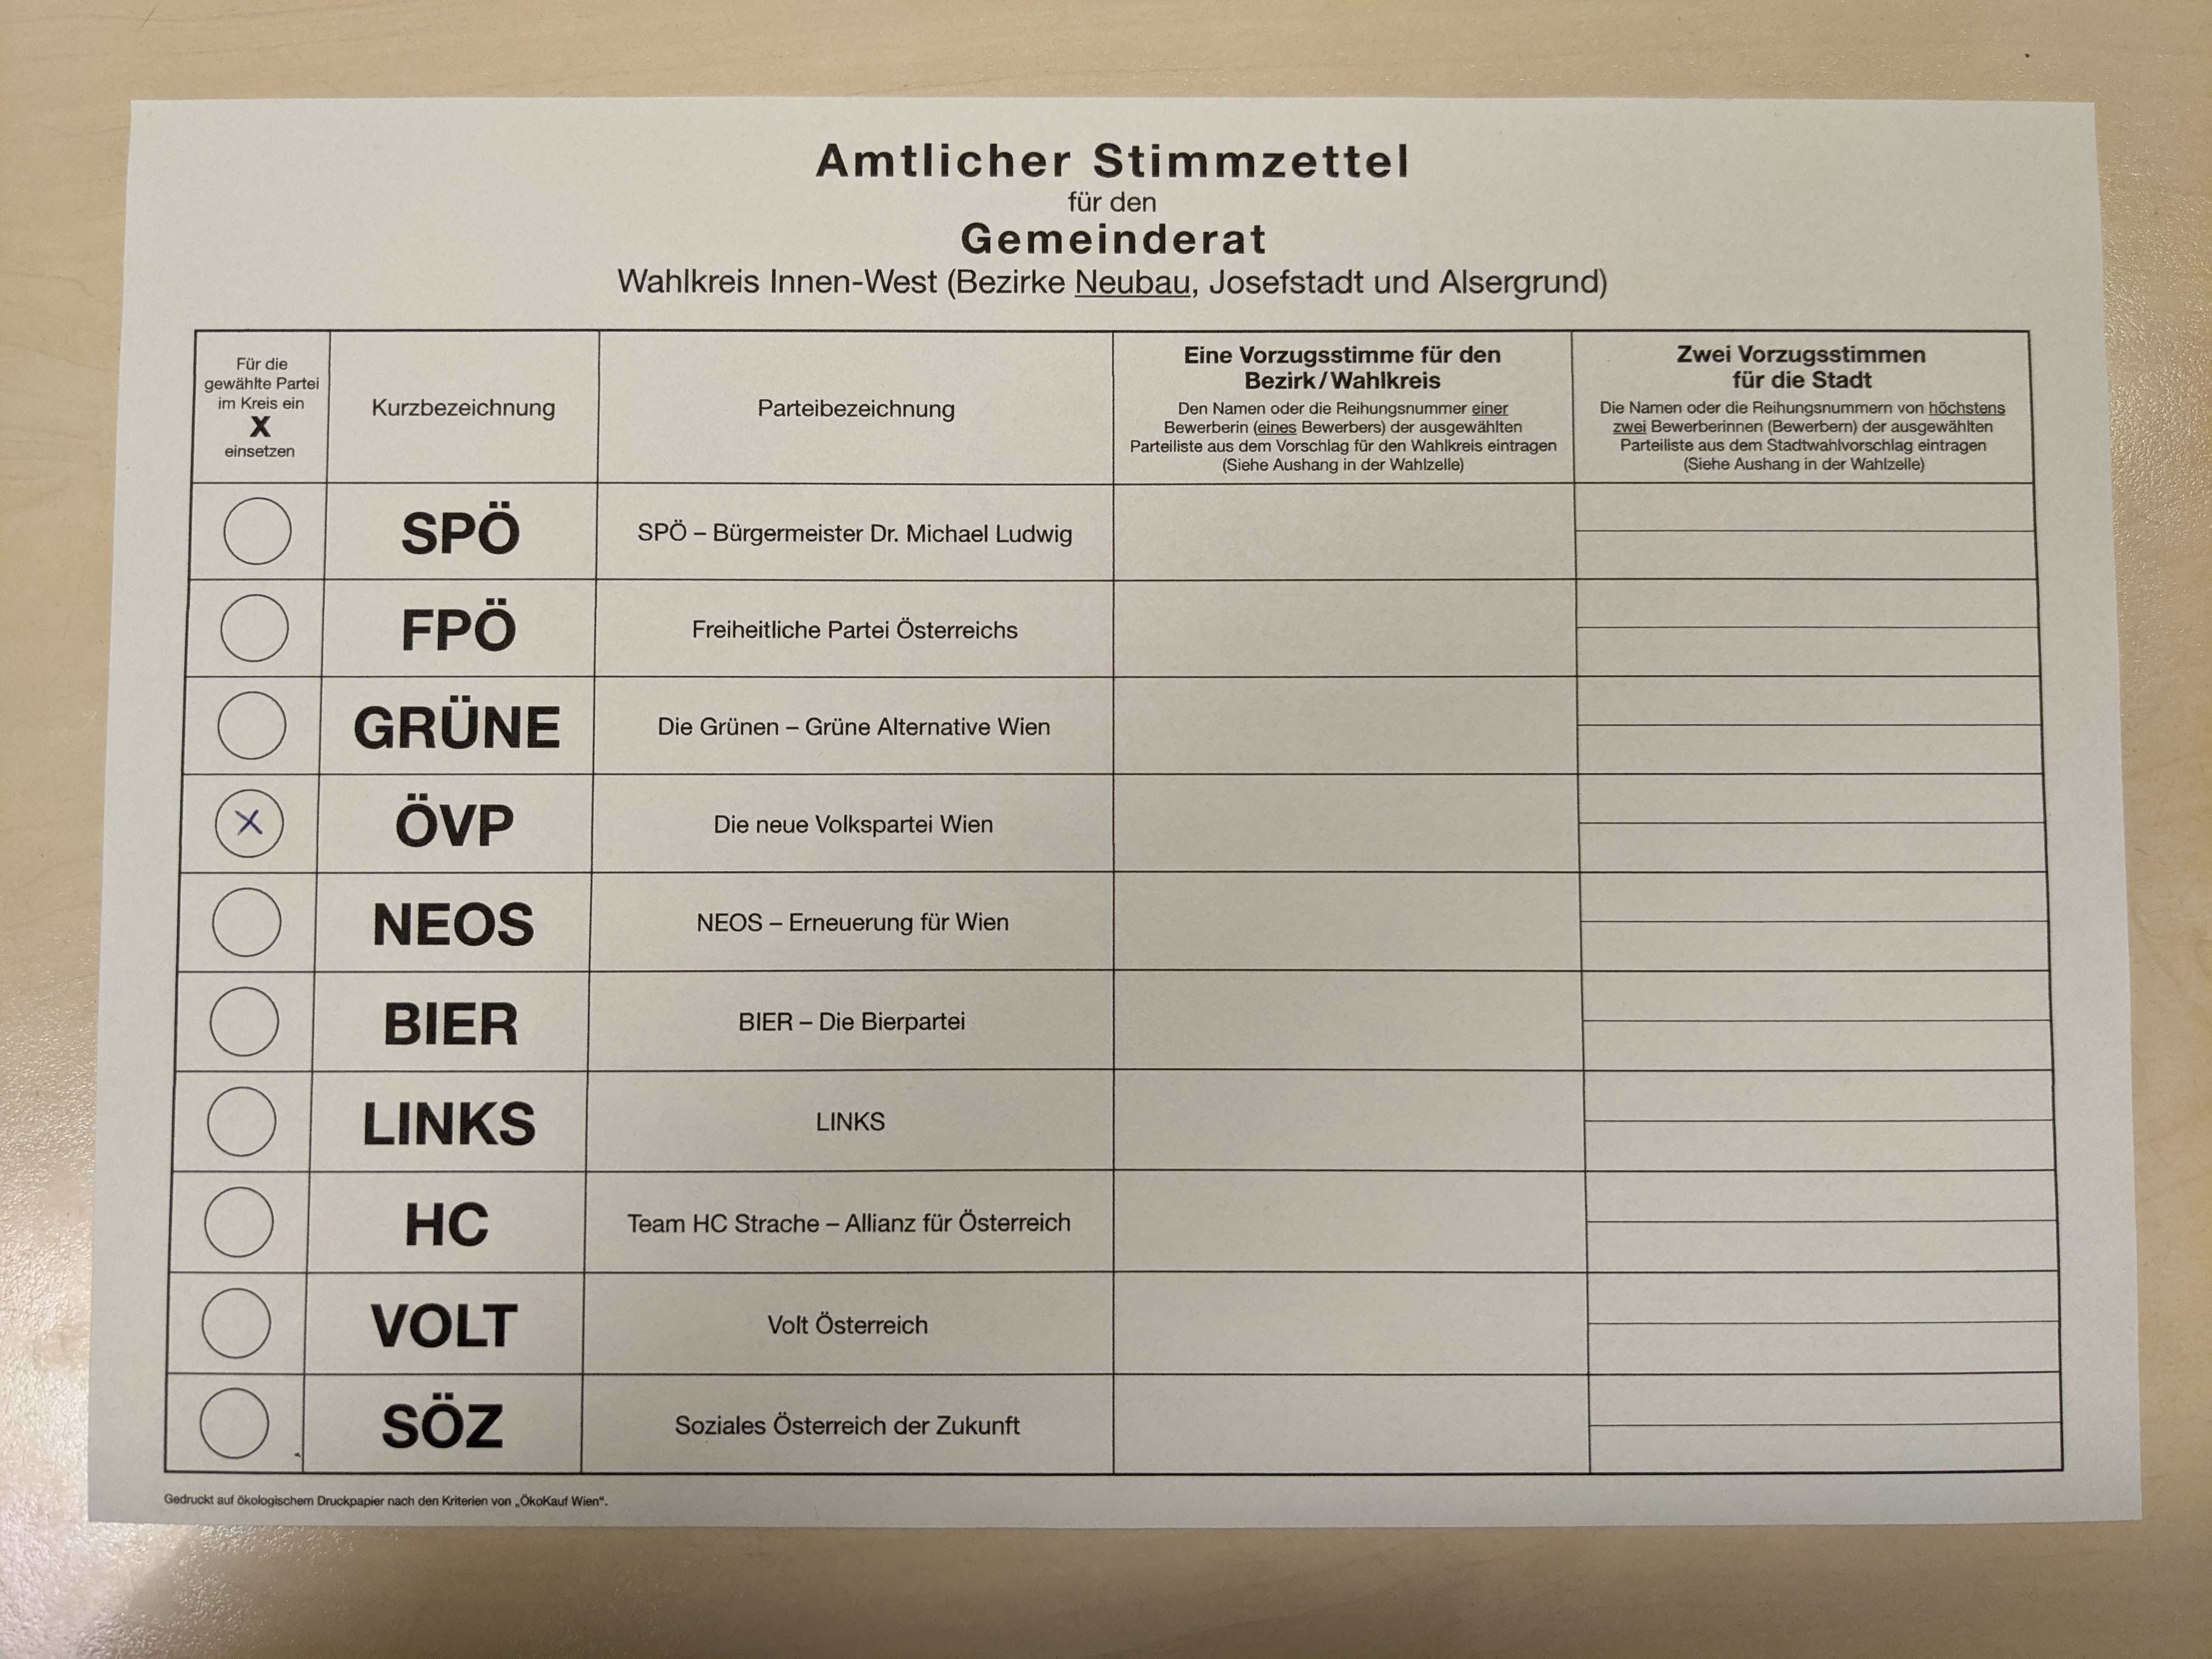 Amtlicher Stimmzettel
für den
Gemeinderat
Wahlkreis Innen-West (Bezirke Neubau, Josefstadt und Alsergrund)
Für die
gewählte Partei
im Kreis ein
X
einsetzen
Kurzbezeichnung
Parteibezeichnung
Eine Vorzugsstimme für den
Bezirk/Wahlkreis
Den Namen oder die Reihungsnummer einer
Bewerberin (eines Bewerbers) der ausgewählten
Parteiliste aus dem Vorschlag für den Wahlkreis eintragen
(Siehe Aushang in der Wahlzelle)
Zwei Vorzugsstimmen
für die Stadt
Die Namen oder die Reihungsnummern von höchstens
zwei Bewerberinnen (Bewerbern) der ausgewählten
Parteiliste aus dem Stadtwahlvorschlag eintragen
(Siehe Aushang in der Wahlzelle)
SPÖ SPÖ – Bürgermeister Dr. Michael Ludwig
FPÖ Freiheitliche Partei Österreichs
GRÜNE Die Grünen – Grüne Alternative Wien
X ÖVP Die neue Volkspartei Wien
NEOS NEOS – Erneuerung für Wien
BIER BIER – Die Bierpartei
LINKS LINKS
HC Team HC Strache – Allianz für Österreich
VOLT Volt Österreich
SÖZ Soziales Österreich der Zukunft
Gedruckt auf ökologischem Druckpapier nach den Kriterien von „ÖkoKauf Wien“.